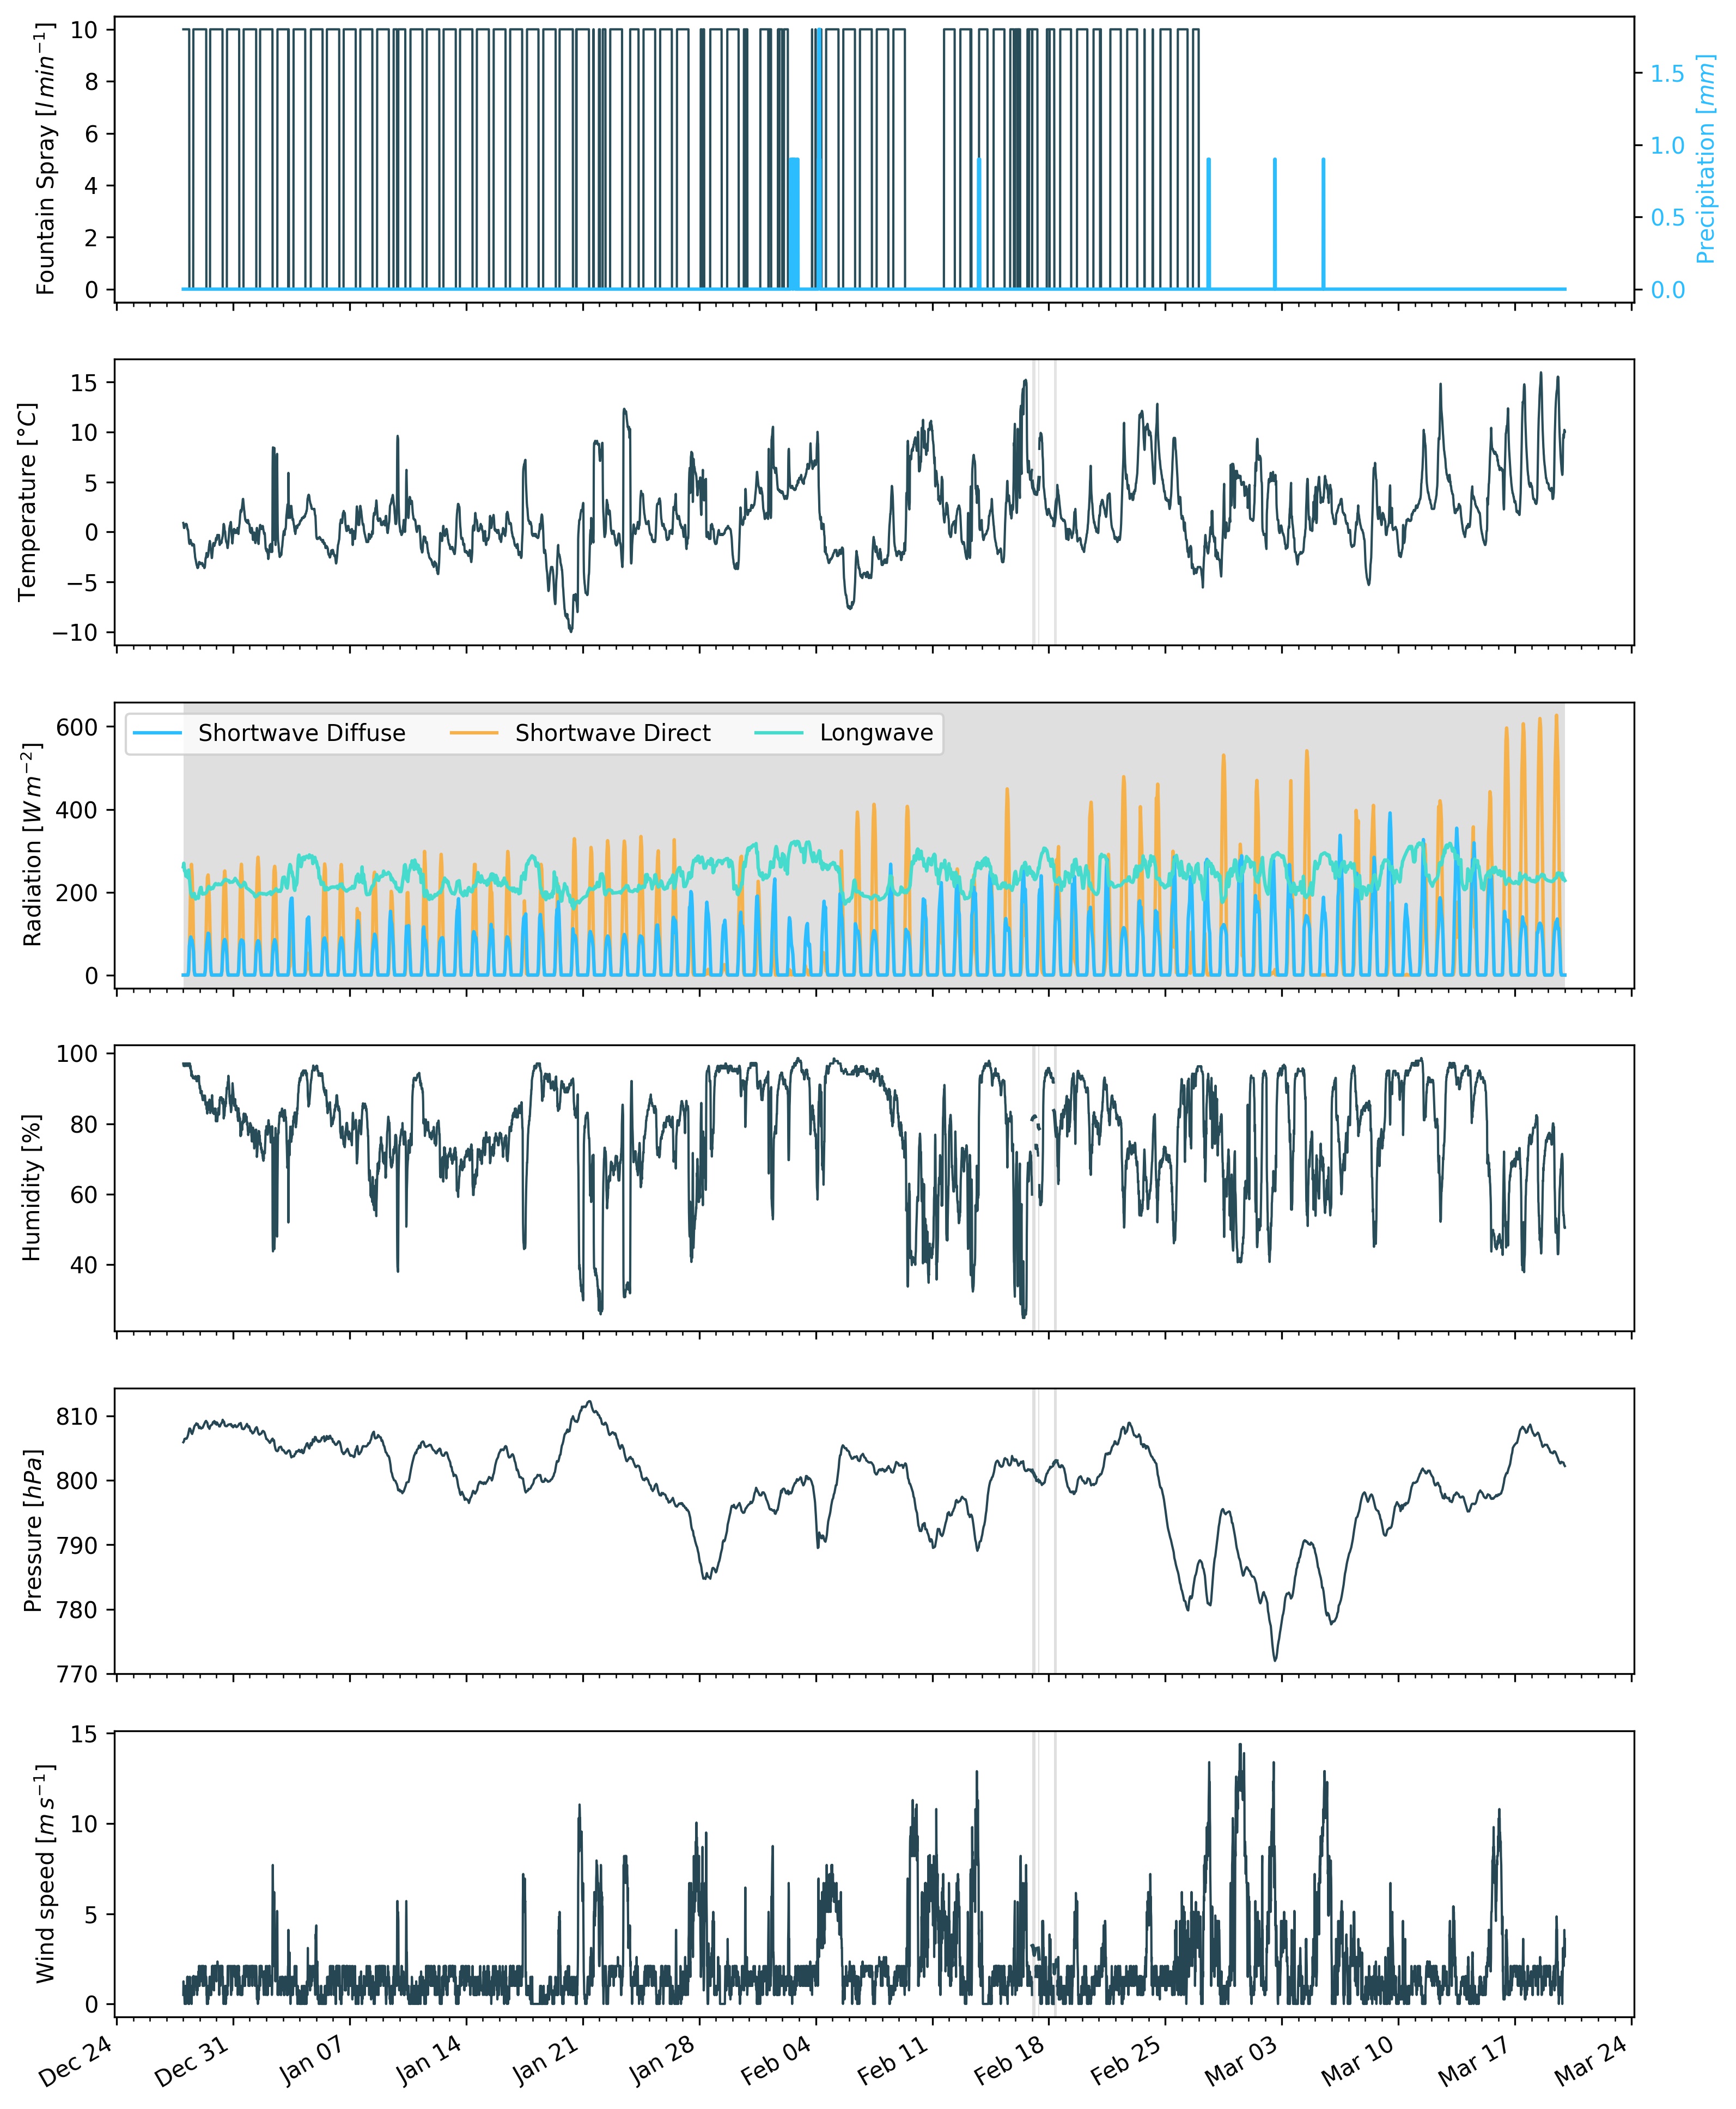 Fountain Spray [l min⁻¹]
10
8
6
4
2
0
1.5
1.0
0.5
0.0
Precipitation [mm]
Temperature [°C]
15
10
5
0
−5
−10
Radiation [W m⁻²]
600
400
200
0
Shortwave Diffuse
Shortwave Direct
Longwave
Humidity [%]
100
80
60
40
Pressure [hPa]
810
800
790
780
770
Wind speed [m s⁻¹]
15
10
5
0
Dec 24
Dec 31
Jan 07
Jan 14
Jan 21
Jan 28
Feb 04
Feb 11
Feb 18
Feb 25
Mar 03
Mar 10
Mar 17
Mar 24